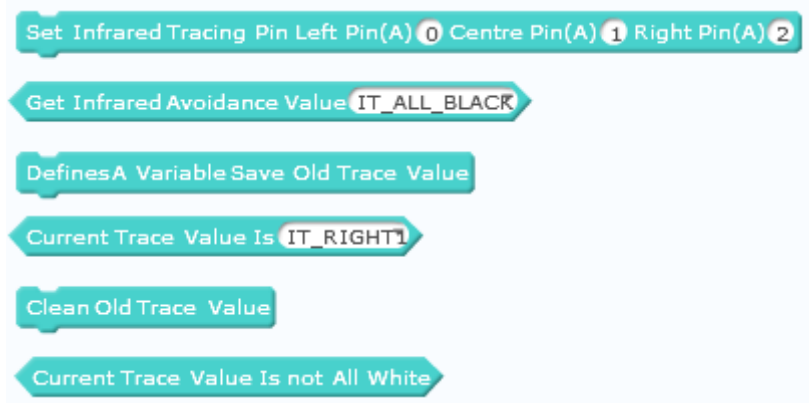 Set Infrared Tracing Pin Left Pin(A) 0 Centre Pin(A) 1 Right Pin(A) 2
Get Infrared Avoidance Value IT_ALL_BLACK
Defines A Variable Save Old Trace Value
Current Trace Value Is IT_RIGHT1
Clean Old Trace Value
Current Trace Value Is not All White